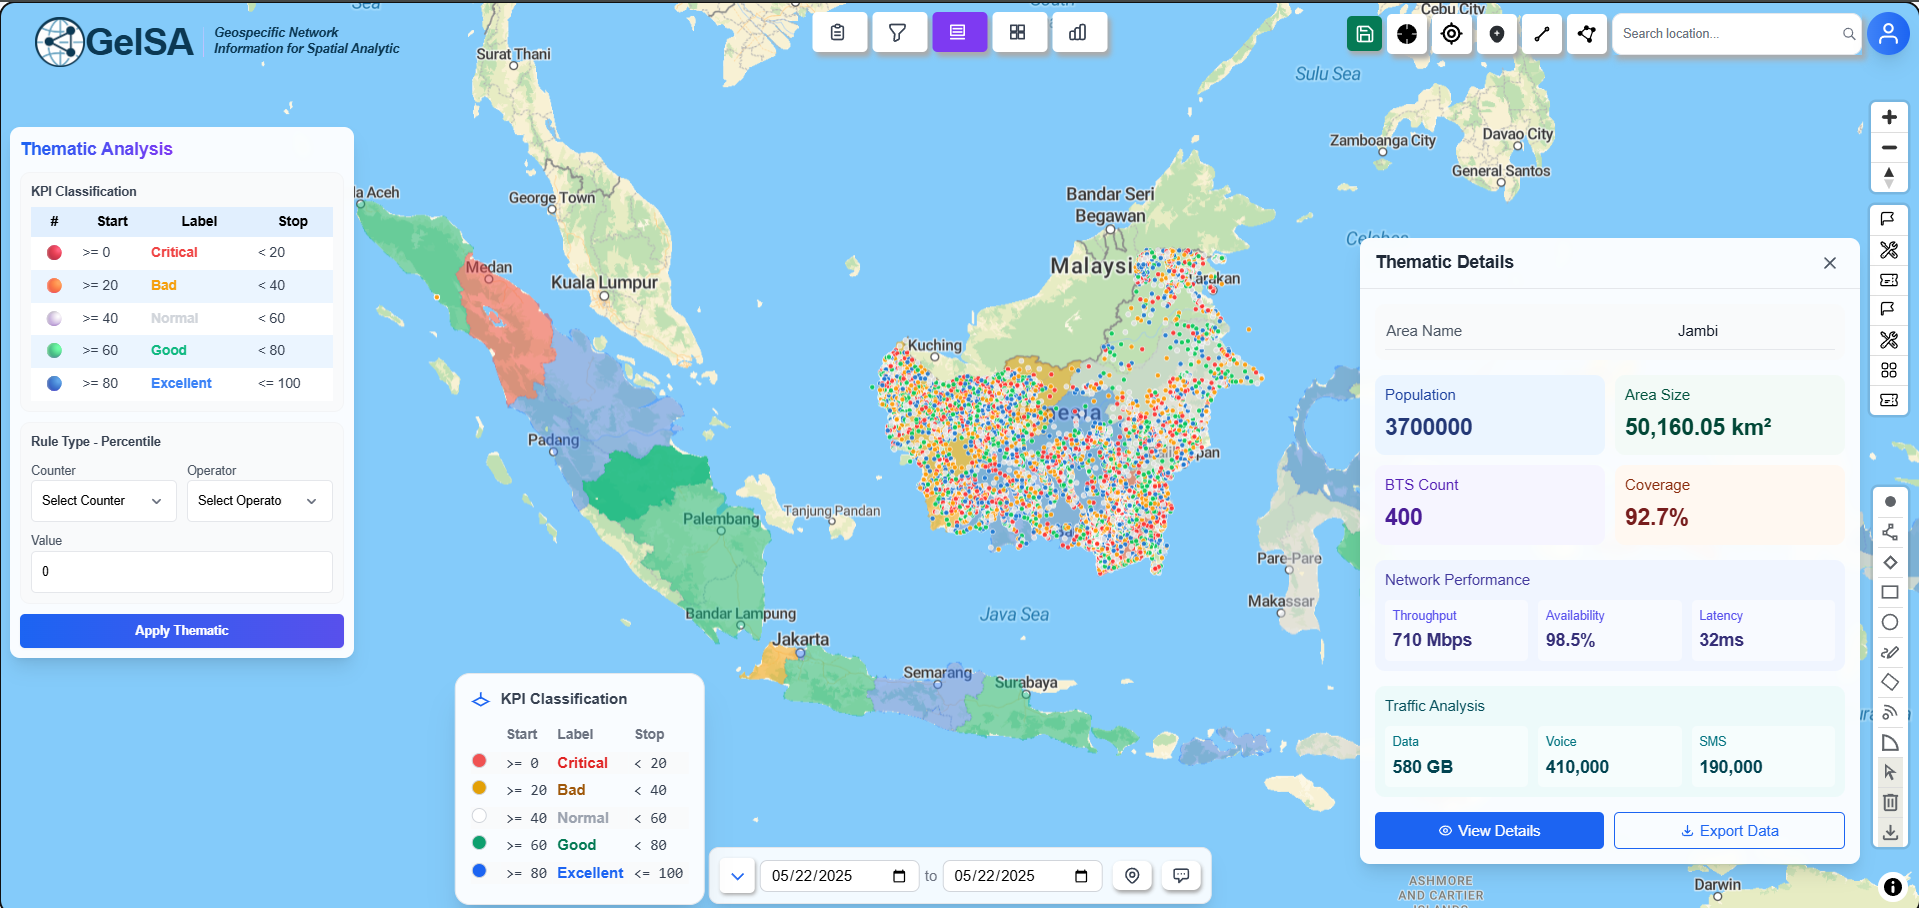 GeISA
Geospecific Network
Information for Spatial Analytic
Search location...
Sea
South
Cebu City
Surat Thani
Sulu Sea
Zamboanga City
Davao City
General Santos
Thematic Analysis
KPI Classification
# Start Label Stop
>= 0 Critical < 20
>= 20 Bad < 40
>= 40 Normal < 60
>= 60 Good < 80
>= 80 Excellent <= 100
Rule Type - Percentile
Counter Operator
Select Counter Select Operato
Value
0
Apply Thematic
da Aceh
George Town
Medan
Kuala Lumpur
Bandar Seri
Begawan
Malaysi
Celebes
arakan
Kuching
nesia
Padang
pan
Palembang
Tanjung Pandan
Pare-Pare
Makassar
Bandar Lampung
Java Sea
Jakarta
Semarang
Surabaya
KPI Classification
Start Label Stop
>= 0 Critical < 20
>= 20 Bad < 40
>= 40 Normal < 60
>= 60 Good < 80
>= 80 Excellent <= 100
05/22/2025 to 05/22/2025
Thematic Details
Area Name Jambi
Population
3700000
Area Size
50,160.05 km²
BTS Count
400
Coverage
92.7%
Network Performance
Throughput Availability Latency
710 Mbps 98.5% 32ms
Traffic Analysis
Data Voice SMS
580 GB 410,000 190,000
View Details Export Data
ASHMORE
AND CARTIER
ISLANDS
Darwin